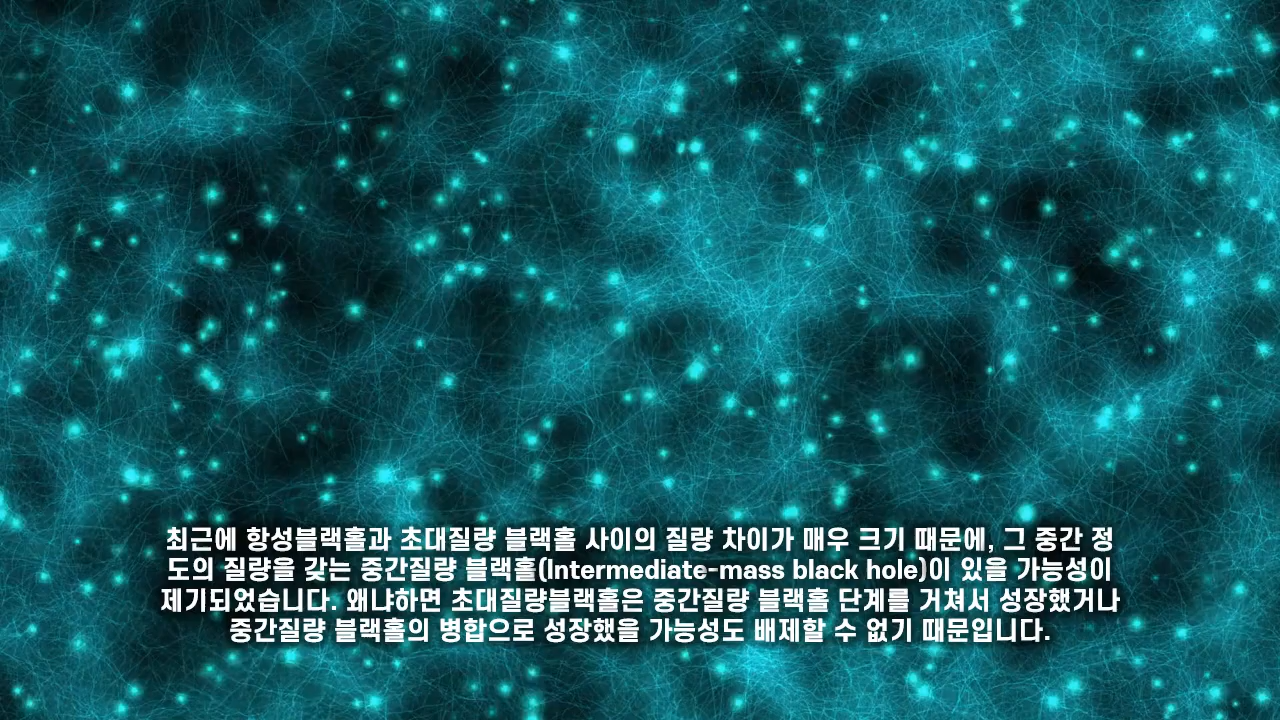 최근에 항성블랙홀과 초대질량 블랙홀 사이의 질량 차이가 매우 크기 때문에, 그 중간 정
도의 질량을 갖는 중간질량 블랙홀(Intermediate-mass black hole)이 있을 가능성이
제기되었습니다. 왜냐하면 초대질량블랙홀은 중간질량 블랙홀 단계를 거쳐서 성장했거나
중간질량 블랙홀의 병합으로 성장했을 가능성도 배제할 수 없기 때문입니다.